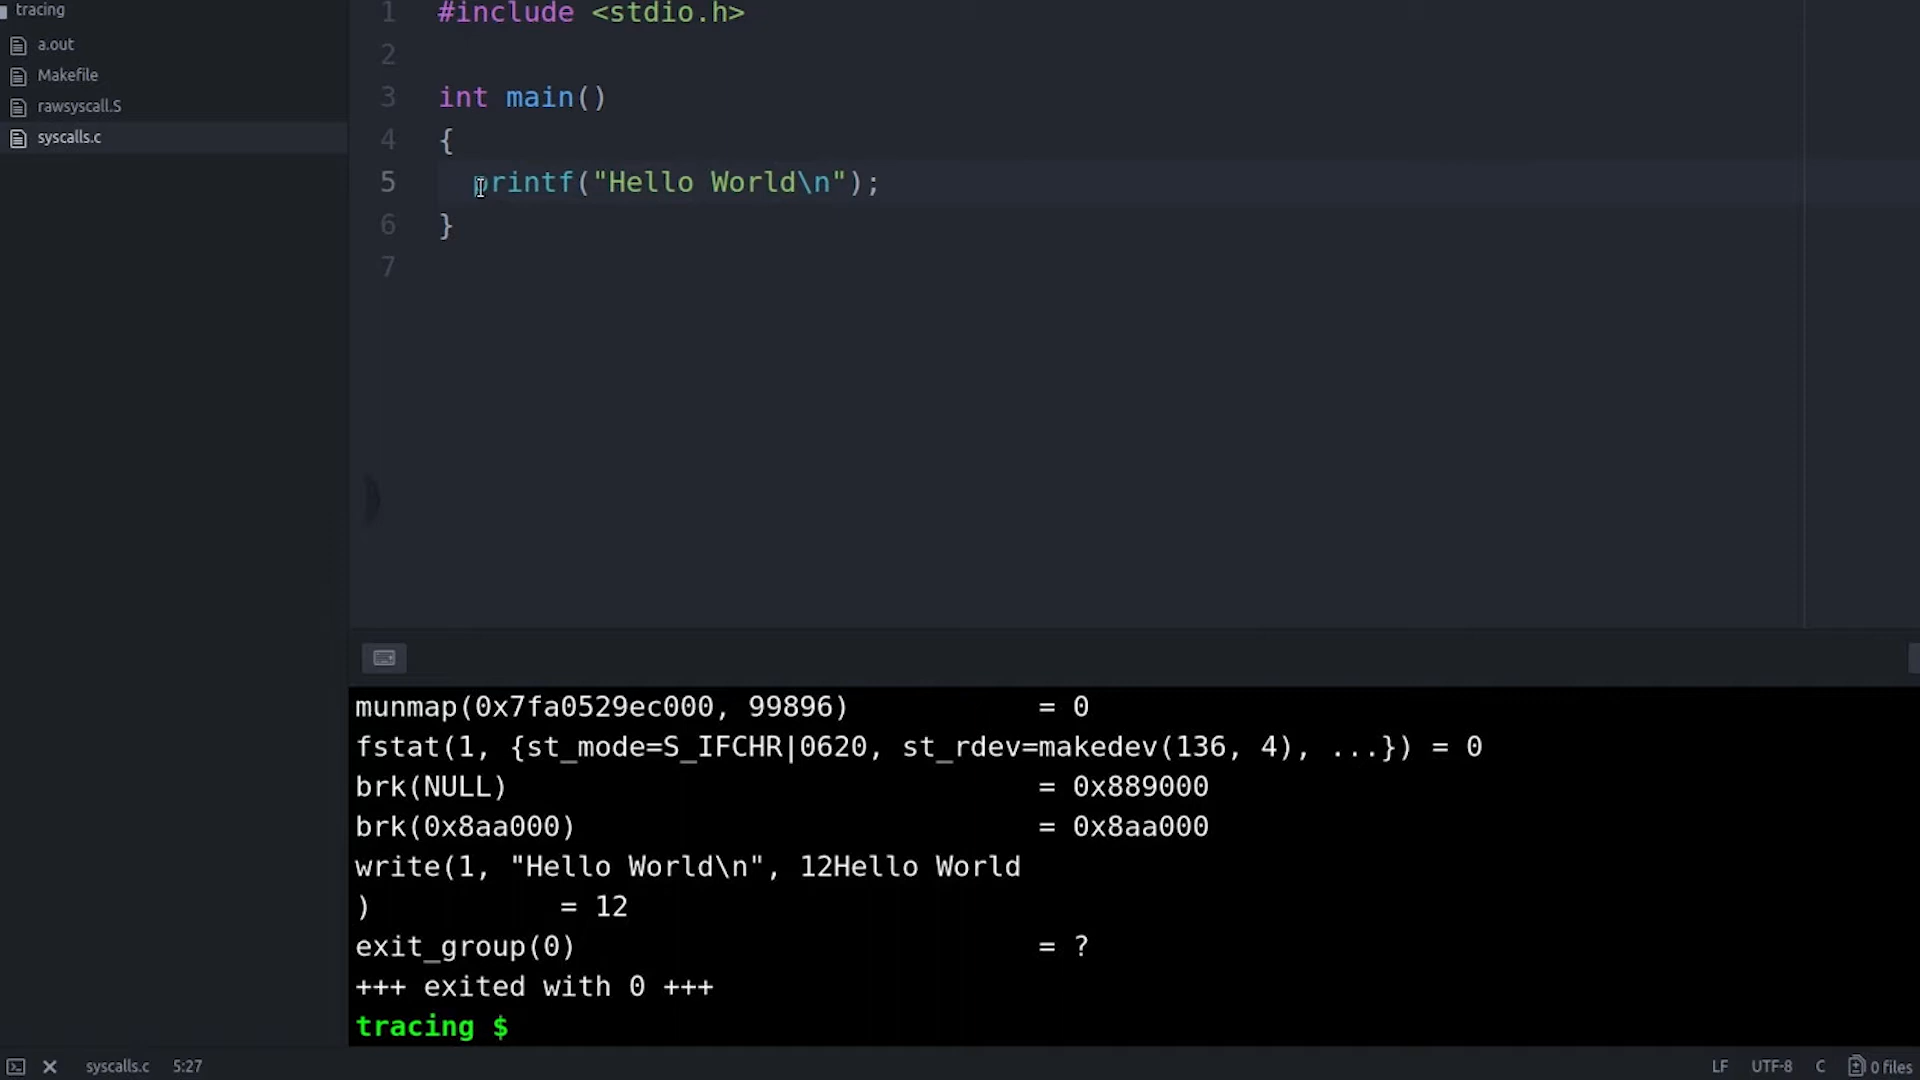 tracing
a.out
Makefile
rawsyscall.S
syscalls.c
1 #include <stdio.h>
2
3 int main()
4 {
5 printf("Hello World\n");
6 }
7
munmap(0x7fa0529ec000, 99896) = 0
fstat(1, {st_mode=S_IFCHR|0620, st_rdev=makedev(136, 4), ...}) = 0
brk(NULL) = 0x889000
brk(0x8aa000) = 0x8aa000
write(1, "Hello World\n", 12Hello World
) = 12
exit_group(0) = ?
+++ exited with 0 +++
tracing $
syscalls.c 5:27 LF UTF-8 C 0 files